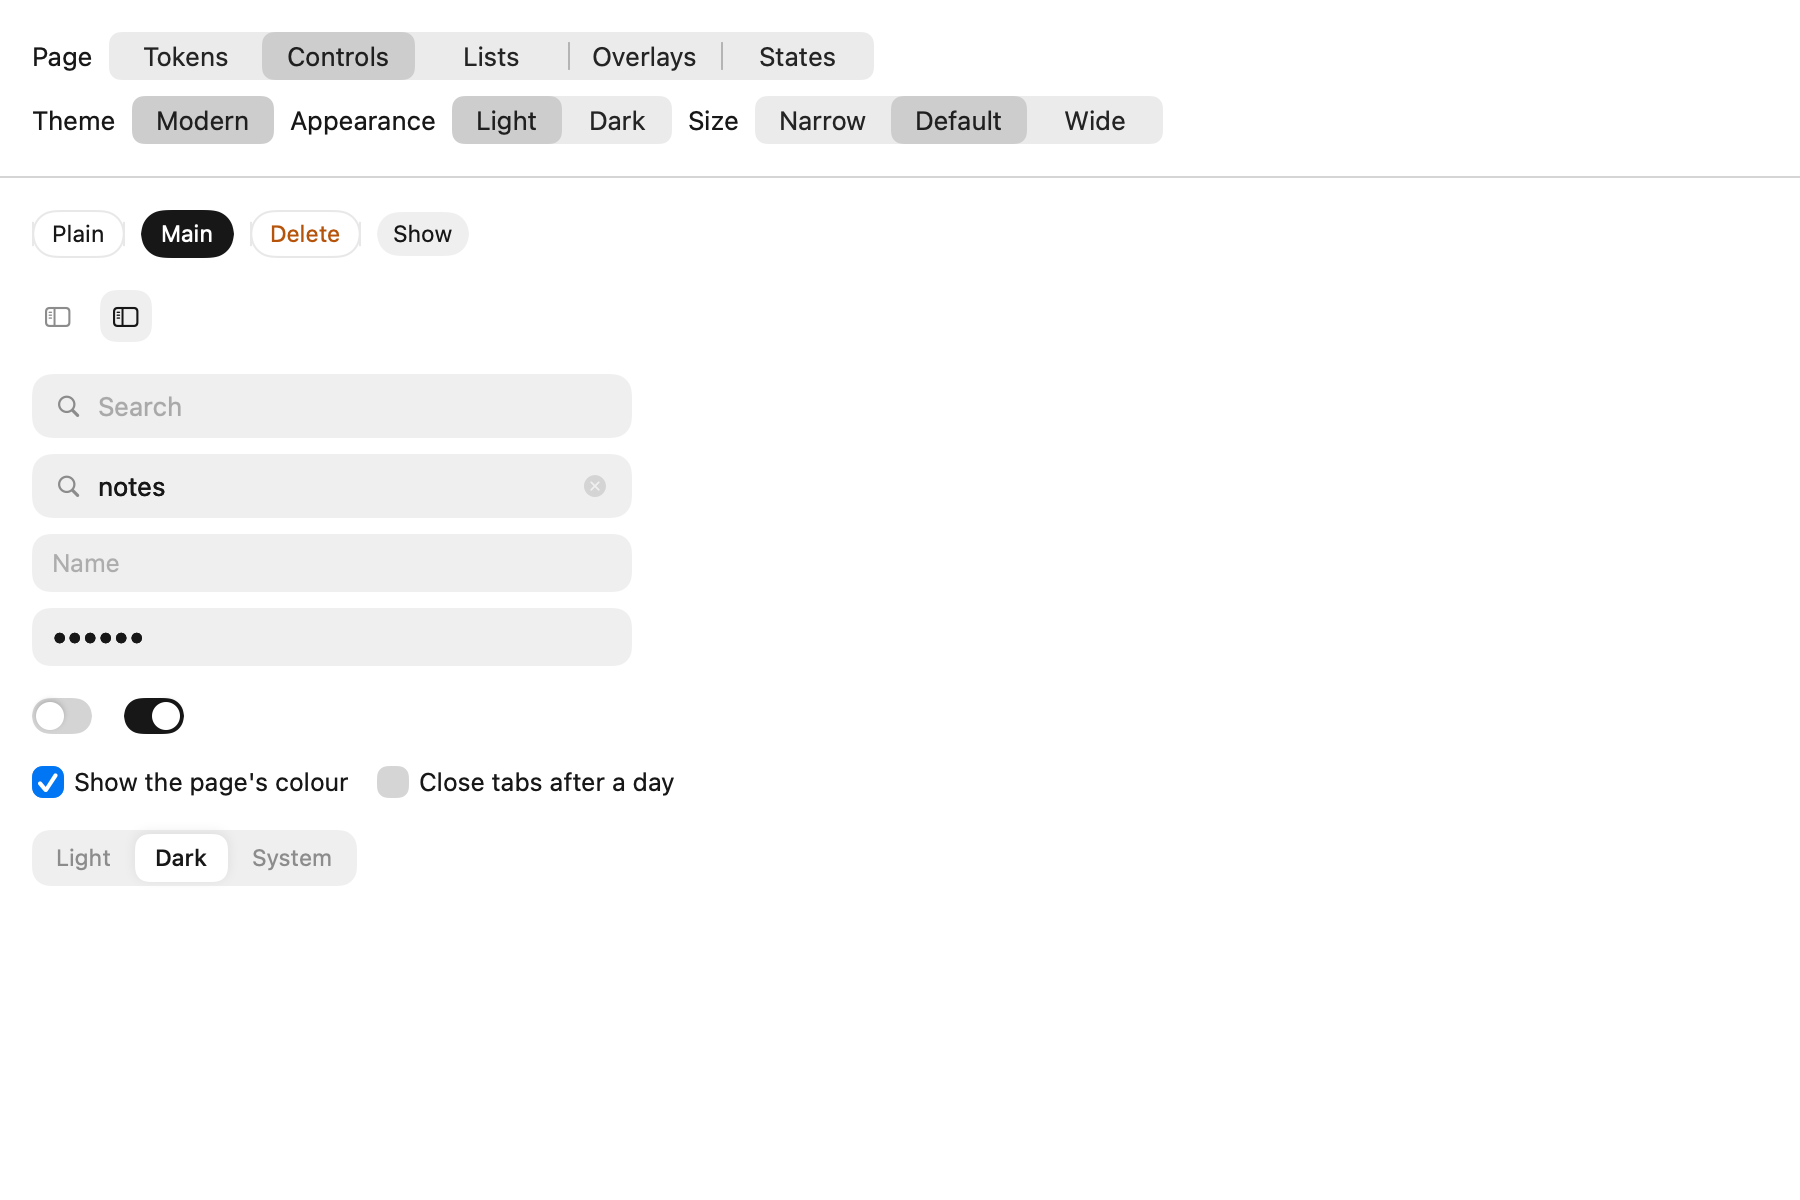 Page Tokens Controls Lists Overlays States
Theme Modern Appearance Light Dark Size Narrow Default Wide
Plain Main Delete Show
Search
notes
Name
Show the page's colour Close tabs after a day
Light Dark System